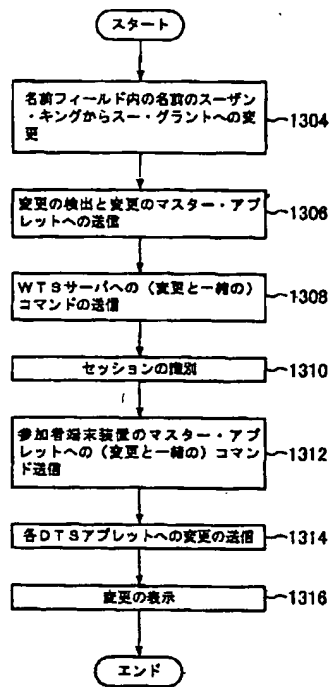 スタート
名前フィールド内の名前のスーザン
・キングからスー・グラントへの変
更
1304
変更の検出と変更のマスター・アプ
レットへの送信
1306
WTSサーバへの(変更と一緒の)
コマンドの送信
1308
セッションの識別
1310
参加者端末装置のマスター・アプ
レットへの(変更と一緒の)コマン
ド送信
1312
各DTSアプレットへの変更の送信
1314
変更の表示
1316
エンド